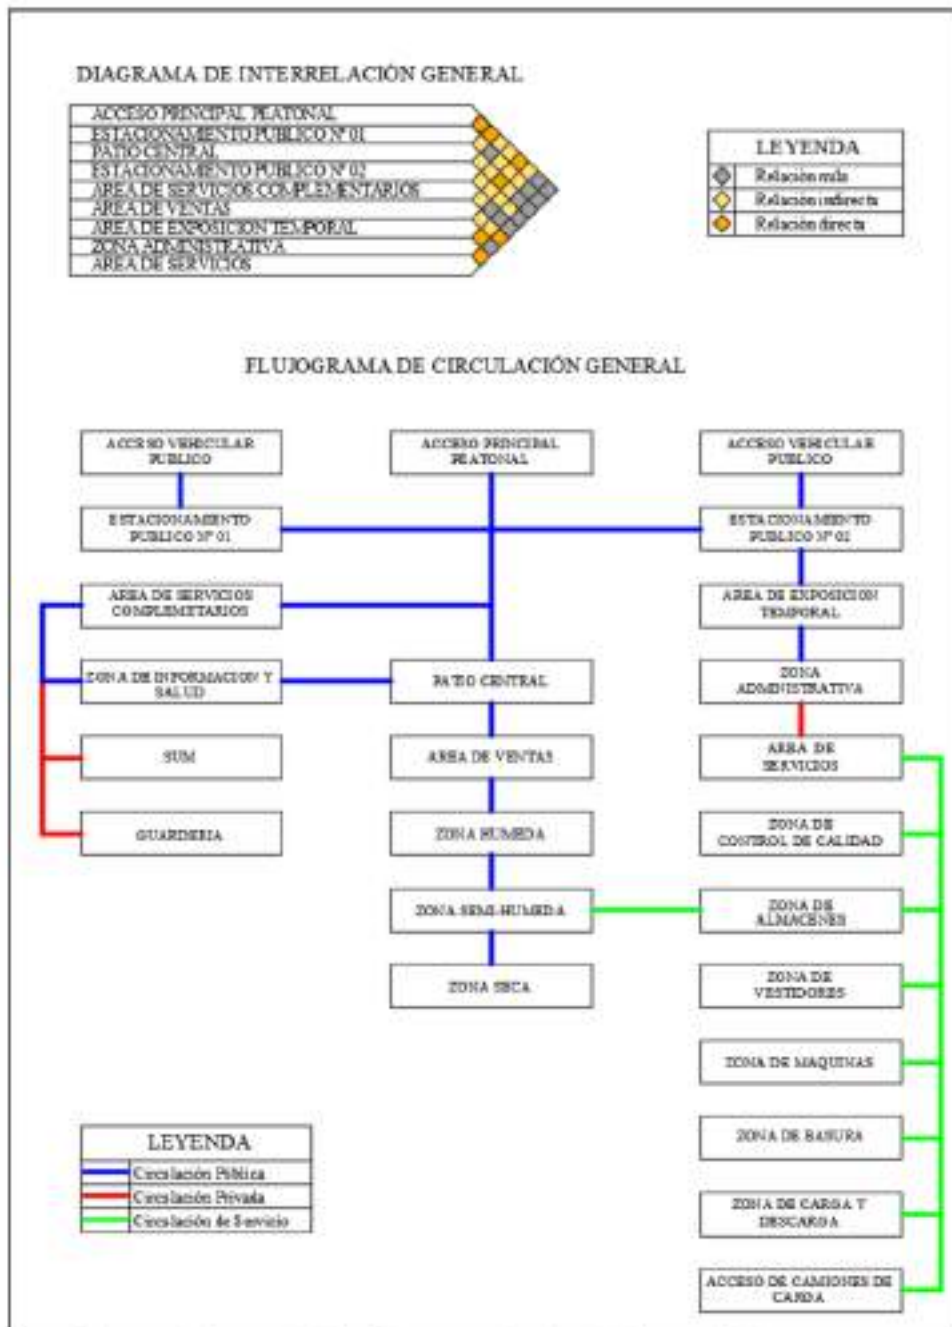 DIAGRAMA DE INTERRELACIÓN GENERAL
ACCESO PRINCIPAL PEATONAL
ESTACIONAMIENTO PUBLICO Nº 01
PATIO CENTRAL
ESTACIONAMIENTO PUBLICO Nº 02
AREA DE SERVICIOS COMPLEMENTARIOS
AREA DE VENTAS
AREA DE EXPOSICION TEMPORAL
ZONA ADMINISTRATIVA
AREA DE SERVICIOS
LEYENDA
Relación nula
Relación indirecta
Relación directa
FLUJOGRAMA DE CIRCULACIÓN GENERAL
ACCESO VEHICULAR
PUBLICO
ACCESO PRINCIPAL
PEATONAL
ACCESO VEHICULAR
PUBLICO
ESTACIONAMIENTO
PUBLICO Nº 01
ESTACIONAMIENTO
PUBLICO Nº 02
AREA DE SERVICIOS
COMPLEMETARIOS
AREA DE EXPOSICION
TEMPORAL
ZONA DE INFORMACION Y
SALUD
PATIO CENTRAL
ZONA
ADMINISTRATIVA
SUM
AREA DE VENTAS
AREA DE
SERVICIOS
GUARDERIA
ZONA HUMEDA
ZONA DE
CONTROL DE CALIDAD
ZONA SEMI-HUMEDA
ZONA DE
ALMACENES
ZONA SECA
ZONA DE
VESTIDORES
ZONA DE MAQUINAS
ZONA DE BASURA
ZONA DE CARGA Y
DESCARGA
ACCESO DE CAMIONES DE
CARGA
LEYENDA
Circulación Pública
Circulación Privada
Circulación de Servicio